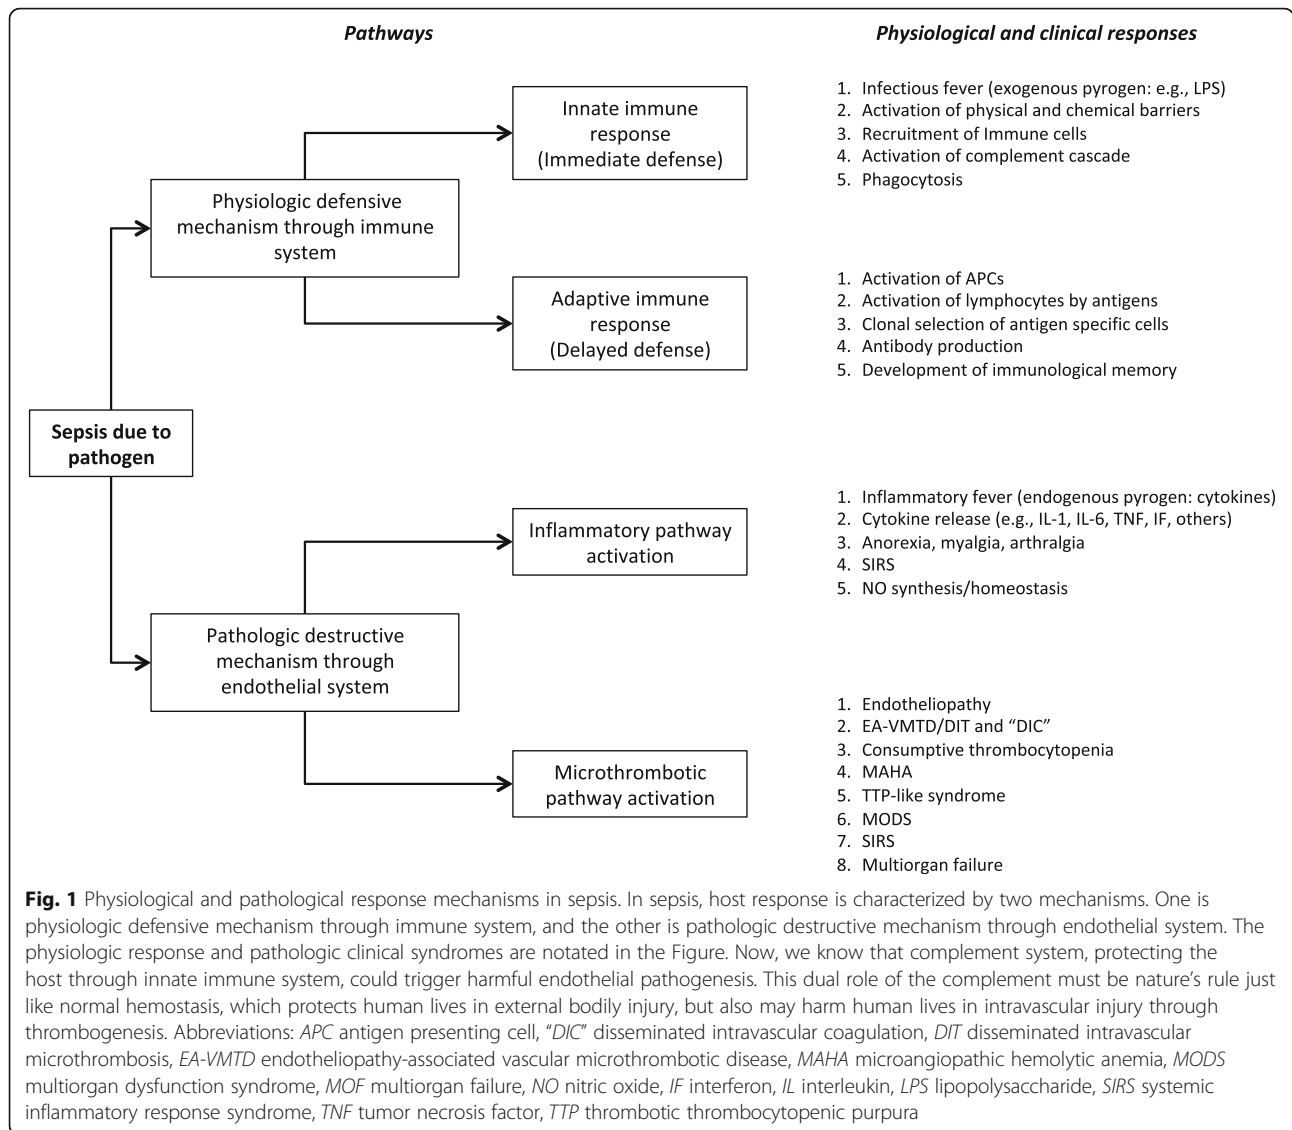 Pathways
Physiological and clinical responses
Innate immune
response
(Immediate defense)
1. Infectious fever (exogenous pyrogen: e.g., LPS)
2. Activation of physical and chemical barriers
3. Recruitment of Immune cells
4. Activation of complement cascade
5. Phagocytosis
Physiologic defensive
mechanism through immune
system
Adaptive immune
response
(Delayed defense)
1. Activation of APCs
2. Activation of lymphocytes by antigens
3. Clonal selection of antigen specific cells
4. Antibody production
5. Development of immunological memory
Sepsis due to
pathogen
Inflammatory pathway
activation
1. Inflammatory fever (endogenous pyrogen: cytokines)
2. Cytokine release (e.g., IL-1, IL-6, TNF, IF, others)
3. Anorexia, myalgia, arthralgia
4. SIRS
5. NO synthesis/homeostasis
Pathologic destructive
mechanism through
endothelial system
Microthrombotic
pathway activation
1. Endotheliopathy
2. EA-VMTD/DIT and “DIC”
3. Consumptive thrombocytopenia
4. MAHA
5. TTP-like syndrome
6. MODS
7. SIRS
8. Multiorgan failure
Fig. 1 Physiological and pathological response mechanisms in sepsis. In sepsis, host response is characterized by two mechanisms. One is
physiologic defensive mechanism through immune system, and the other is pathologic destructive mechanism through endothelial system. The
physiologic response and pathologic clinical syndromes are notated in the Figure. Now, we know that complement system, protecting the
host through innate immune system, could trigger harmful endothelial pathogenesis. This dual role of the complement must be nature’s rule just
like normal hemostasis, which protects human lives in external bodily injury, but also may harm human lives in intravascular injury through
thrombogenesis. Abbreviations: APC antigen presenting cell, “DIC” disseminated intravascular coagulation, DIT disseminated intravascular
microthrombosis, EA-VMTD endotheliopathy-associated vascular microthrombotic disease, MAHA microangiopathic hemolytic anemia, MODS
multiorgan dysfunction syndrome, MOF multiorgan failure, NO nitric oxide, IF interferon, IL interleukin, LPS lipopolysaccharide, SIRS systemic
inflammatory response syndrome, TNF tumor necrosis factor, TTP thrombotic thrombocytopenic purpura